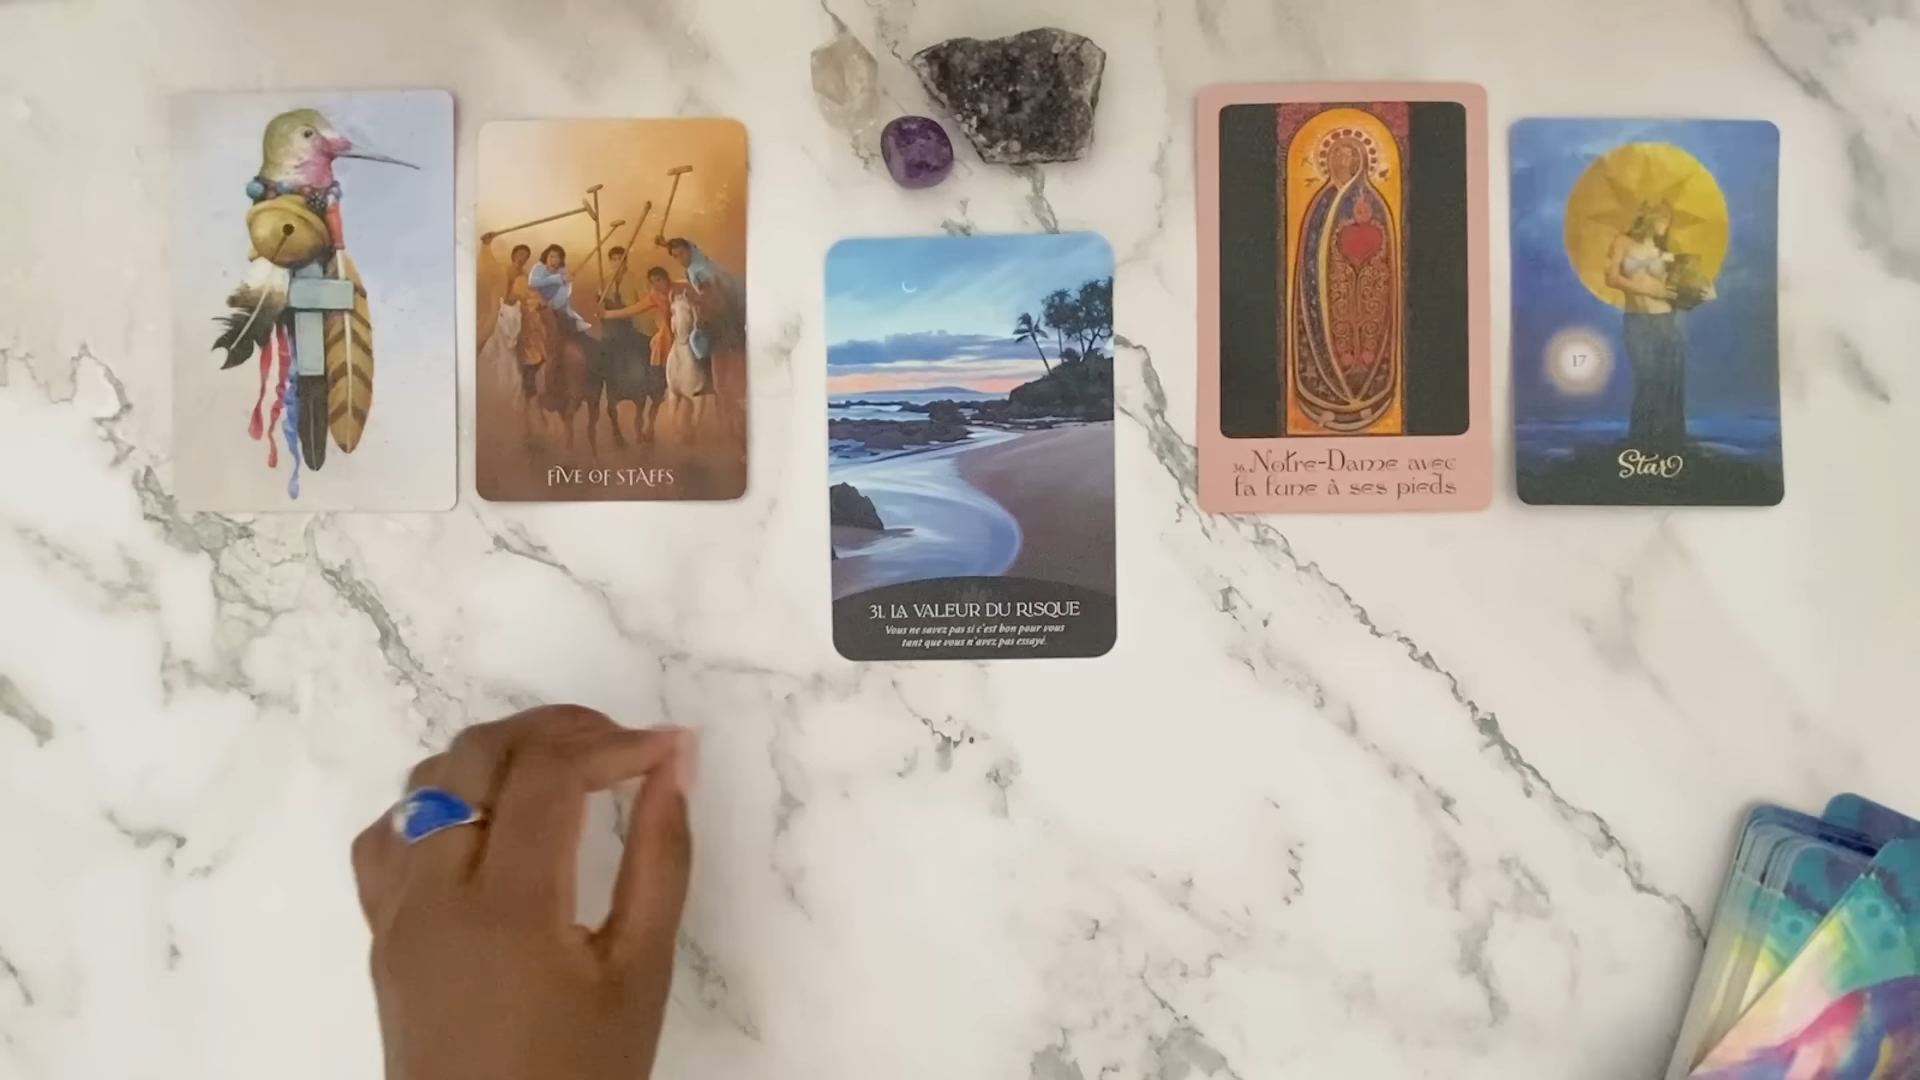 FIVE OF STAFFS
31. LA VALEUR DU RISQUE
Vous ne savez pas si c'est bon pour vous
tant que vous n'avez pas essayé.
36. Notre-Dame avec
la lune à ses pieds
17
Star